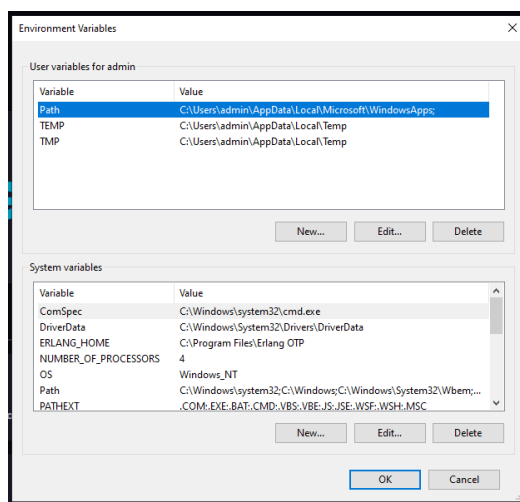 Environment Variables
User variables for admin
Variable Value
Path C:\Users\admin\AppData\Local\Microsoft\WindowsApps;
TEMP C:\Users\admin\AppData\Local\Temp
TMP C:\Users\admin\AppData\Local\Temp
New... Edit... Delete
System variables
Variable Value
ComSpec C:\Windows\system32\cmd.exe
DriverData C:\Windows\System32\Drivers\DriverData
ERLANG_HOME C:\Program Files\Erlang OTP
NUMBER_OF_PROCESSORS 4
OS Windows_NT
Path C:\Windows\system32;C:\Windows;C:\Windows\System32\Wbem;...
PATHEXT .COM;.EXE;.BAT;.CMD;.VBS;.VBE;.JS;.JSE;.WSF;.WSH;.MSC
New... Edit... Delete
OK Cancel